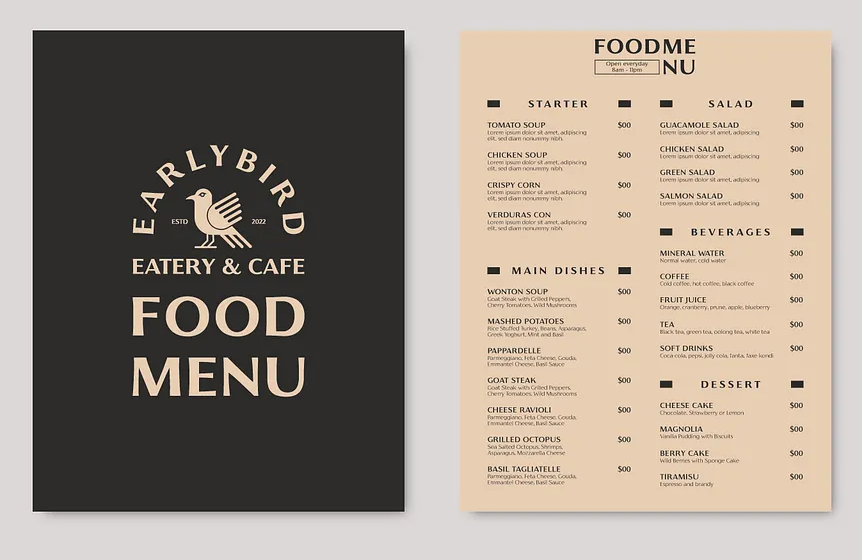 EARLYBIRD
ESTD 2022
EATERY & CAFE
FOOD
MENU
FOODME
NU
Open everyday
8am - 11pm
STARTER
TOMATO SOUP $00
Lorem ipsum dolor sit amet, adipiscing
elit, sed diam nonummy nibh.
CHICKEN SOUP $00
Lorem ipsum dolor sit amet, adipiscing
elit, sed diam nonummy nibh.
CRISPY CORN $00
Lorem ipsum dolor sit amet, adipiscing
elit, sed diam nonummy nibh.
VERDURAS CON $00
Lorem ipsum dolor sit amet, adipiscing
elit, sed diam nonummy nibh.
MAIN DISHES
WONTON SOUP $00
Goat Steak with Grilled Peppers,
Cherry Tomatoes, Wild Mushrooms
MASHED POTATOES $00
Rice Stuffed Turkey, Beans, Asparagus,
Greek Yoghurt, Mint and Basil
PAPPARDELLE $00
Parmeggiano, Feta Cheese, Gouda,
Emmantel Cheese, Basil Sauce
GOAT STEAK $00
Goat Steak with Grilled Peppers,
Cherry Tomatoes, Wild Mushrooms
CHEESE RAVIOLI $00
Parmeggiano, Feta Cheese, Gouda,
Emmantel Cheese, Basil Sauce
GRILLED OCTOPUS $00
Sea Salted Octopus, Shrimps,
Asparagus, Mozzarella Cheese
BASIL TAGLIATELLE $00
Parmeggiano, Feta Cheese, Gouda,
Emmantel Cheese, Basil Sauce
SALAD
GUACAMOLE SALAD $00
Lorem ipsum dolor sit amet, adipiscing
CHICKEN SALAD $00
Lorem ipsum dolor sit amet, adipiscing
GREEN SALAD $00
Lorem ipsum dolor sit amet, adipiscing
SALMON SALAD $00
Lorem ipsum dolor sit amet, adipiscing
BEVERAGES
MINERAL WATER $00
Normal water, cold water
COFFEE $00
Cold coffee, hot coffee, black coffee
FRUIT JUICE $00
Orange, cranberry, prune, apple, blueberry
TEA $00
Black tea, green tea, oolong tea, white tea
SOFT DRINKS $00
Coca cola, pepsi, jolly cola, fanta, faxe kondi
DESSERT
CHEESE CAKE $00
Chocolate, Strawberry or Lemon
MAGNOLIA $00
Vanilla Pudding with Biscuits
BERRY CAKE $00
Wild Berries with Sponge Cake
TIRAMISU $00
Espresso and brandy